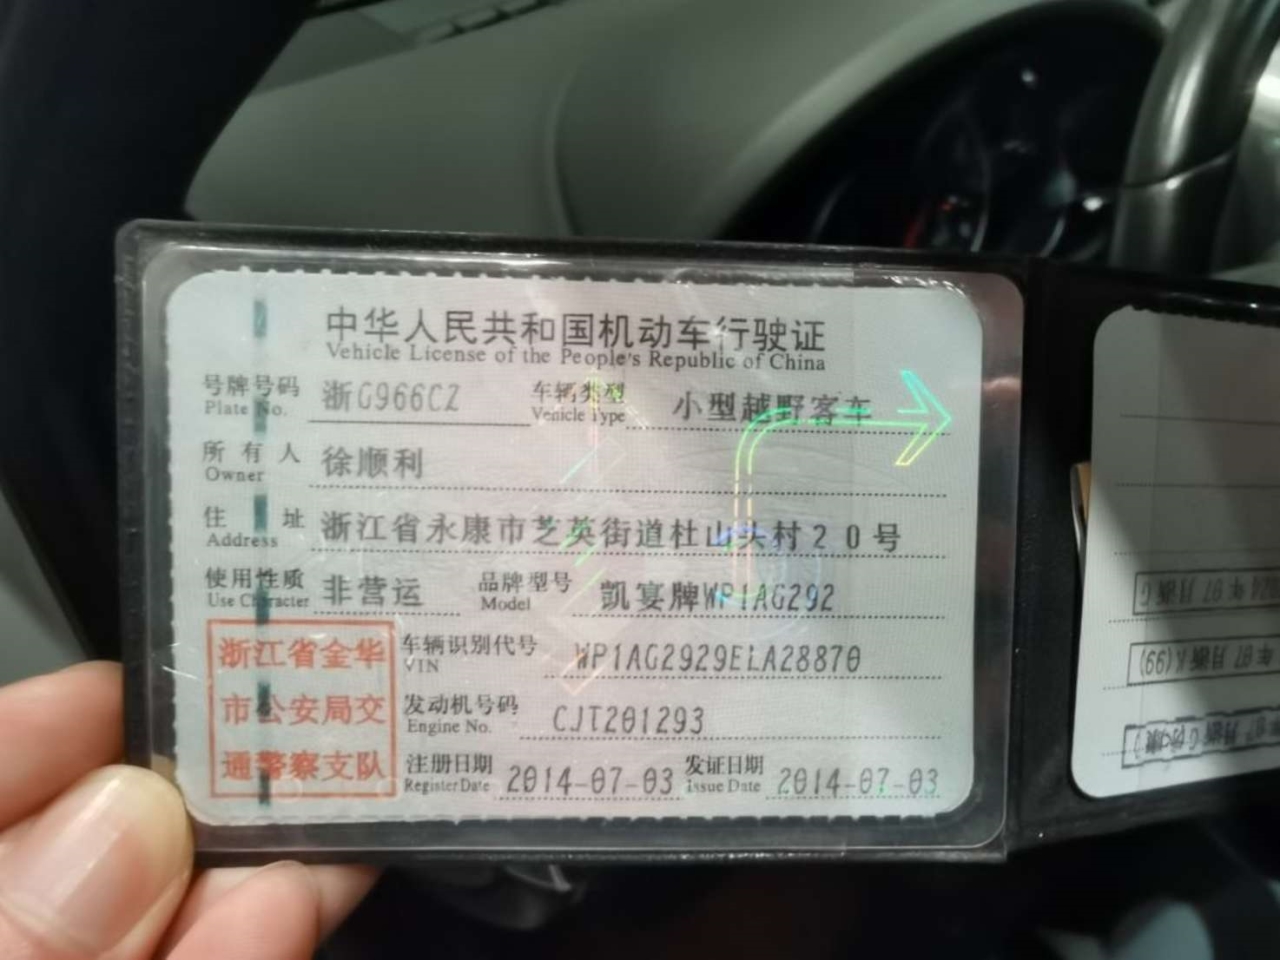 中华人民共和国机动车行驶证
Vehicle License of the People's Republic of China
号牌号码 浙G966CZ 车辆类型 小型越野客车
Plate No. Vehicle Type
所有人 徐顺利
Owner
住址 浙江省永康市芝英街道杜山头村20号
Address
使用性质 非营运 品牌型号 凯宴牌WP1AG292
Use Character Model
浙江省金华
市公安局交
通警察支队
车辆识别代号 WP1AG2929ELA28870
VIN
发动机号码 CJT201293
Engine No.
注册日期 2014-07-03 发证日期 2014-07-03
Register Date Issue Date